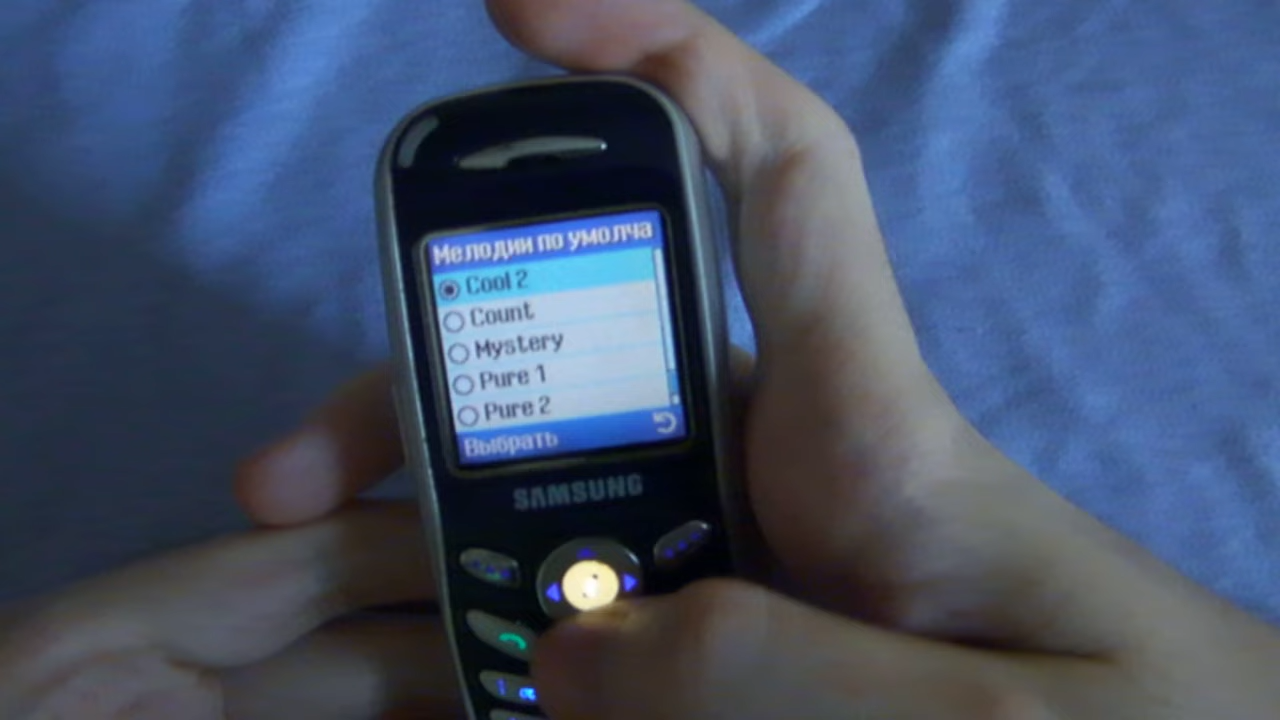 Мелодии по умолча
Cool 2
Count
Mystery
Pure 1
Pure 2
Выбрать
SAMSUNG